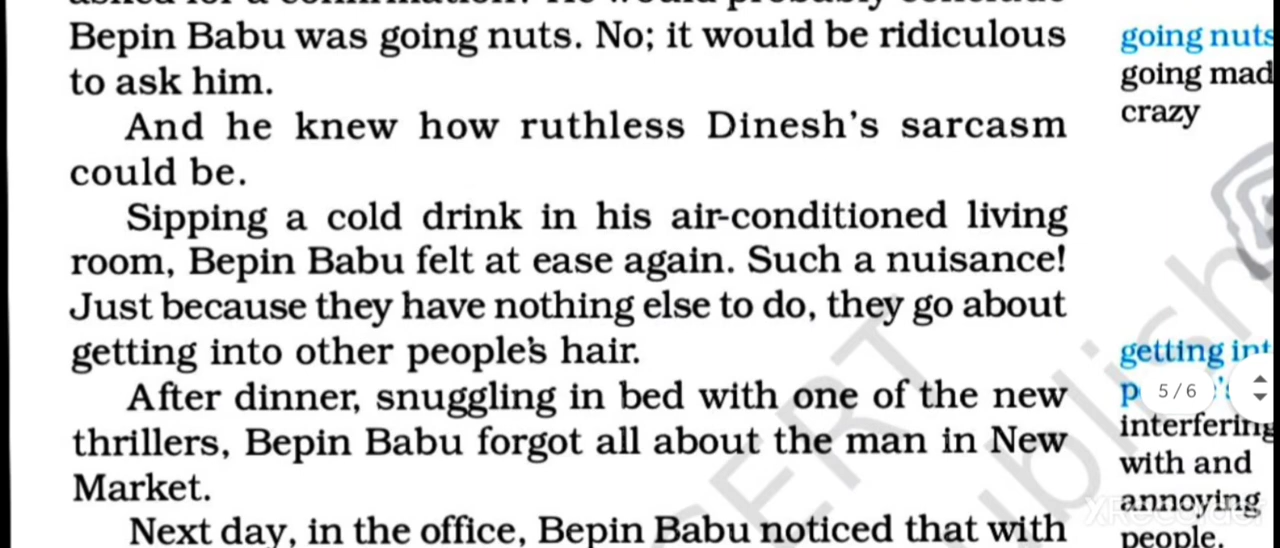 Bepin Babu was going nuts. No; it would be ridiculous
to ask him.
And he knew how ruthless Dinesh's sarcasm
could be.
Sipping a cold drink in his air-conditioned living
room, Bepin Babu felt at ease again. Such a nuisance!
Just because they have nothing else to do, they go about
getting into other people's hair.
After dinner, snuggling in bed with one of the new
thrillers, Bepin Babu forgot all about the man in New
Market.
Next day, in the office, Bepin Babu noticed that with
going nuts
going mad
crazy
getting
5/6
interfering
with and
annoying
people.
XRecorder